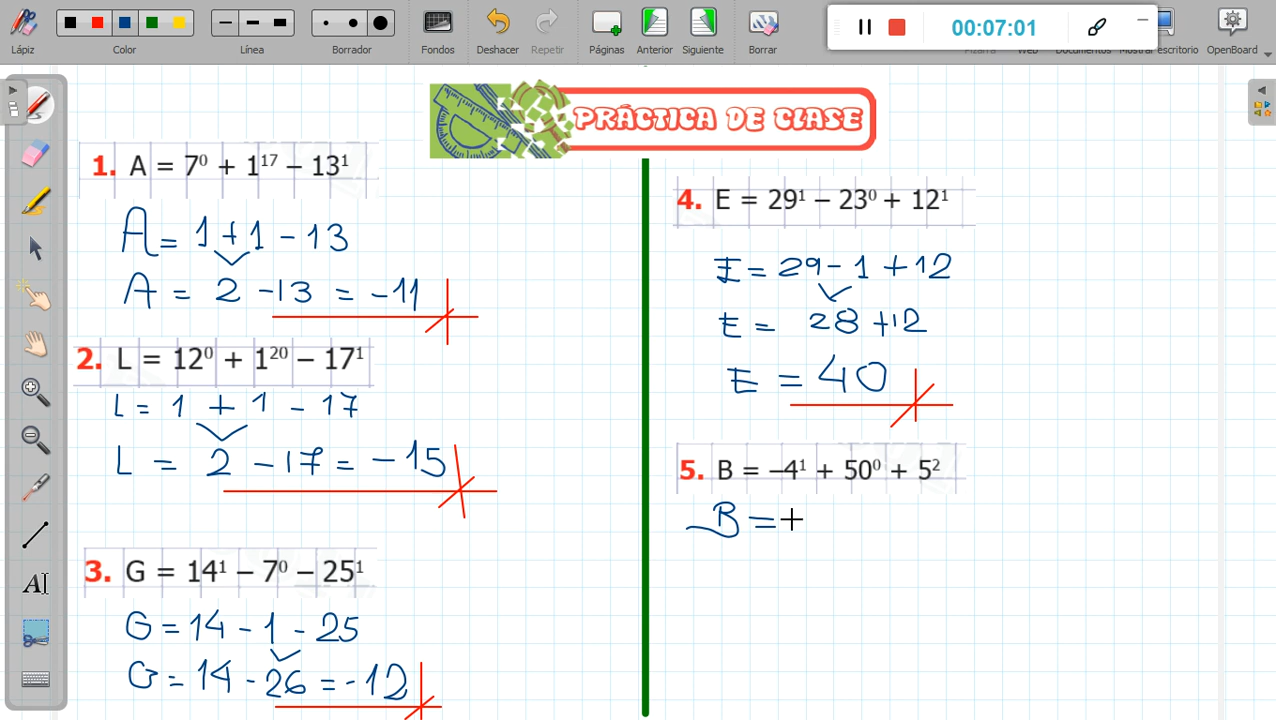 Lápiz
Color
Línea
Borrador
Fondos
Deshacer
Repetir
Páginas
Anterior
Siguiente
Borrar
00:07:01
Mostrar escritorio
OpenBoard
PRÁCTICA DE CLASE
1. A = 7⁰ + 1¹⁷ – 13¹
A = 1 + 1 - 13
A = 2 - 13 = -11
2. L = 12⁰ + 1²⁰ – 17¹
L = 1 + 1 - 17
L = 2 - 17 = -15
3. G = 14¹ – 7⁰ – 25¹
G = 14 - 1 - 25
G = 14 - 26 = -12
4. E = 29¹ – 23⁰ + 12¹
E = 29 - 1 + 12
E = 28 + 12
E = 40
5. B = –4¹ + 50⁰ + 5²
B =